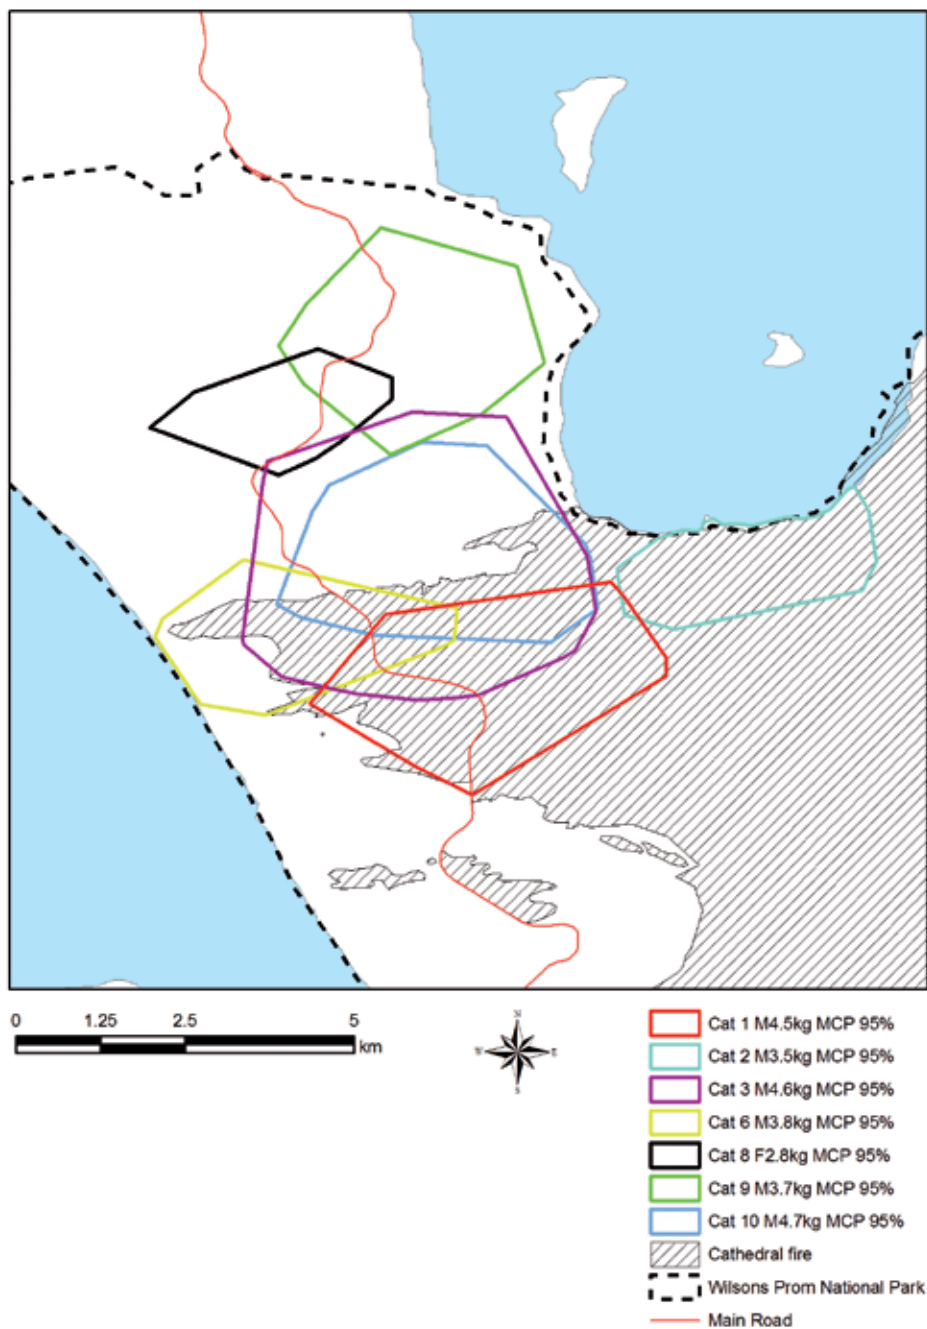 0 1.25 2.5 5
km
Cat 1 M4.5kg MCP 95%
Cat 2 M3.5kg MCP 95%
Cat 3 M4.6kg MCP 95%
Cat 6 M3.8kg MCP 95%
Cat 8 F2.8kg MCP 95%
Cat 9 M3.7kg MCP 95%
Cat 10 M4.7kg MCP 95%
Cathedral fire
Wilsons Prom National Park
Main Road